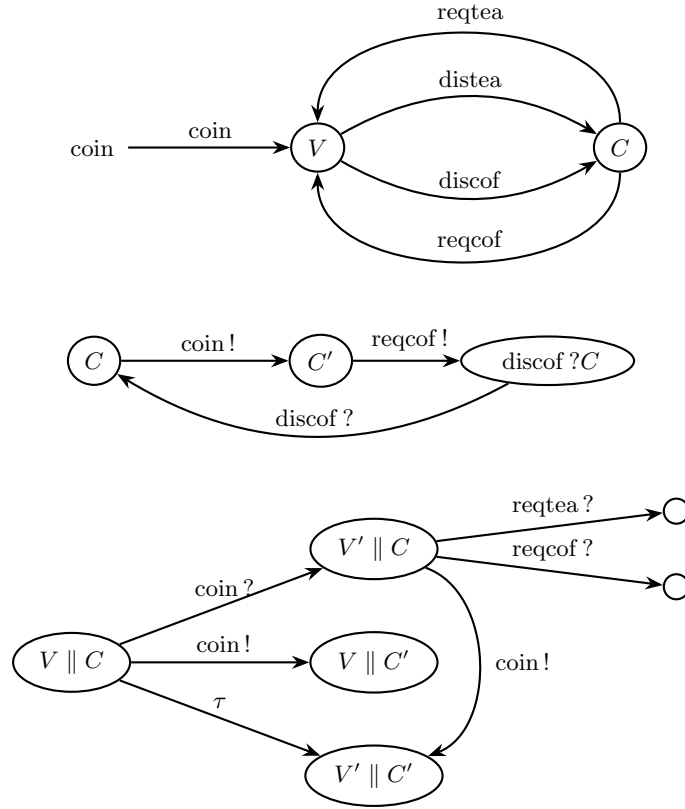 reqtea
distea
coin
coin
V
C
discof
reqcof
C
coin !
C′
reqcof !
discof ?C
discof ?
reqtea ?
V′ ∥ C
reqcof ?
coin ?
V ∥ C
coin !
V ∥ C′
coin !
τ
V′ ∥ C′